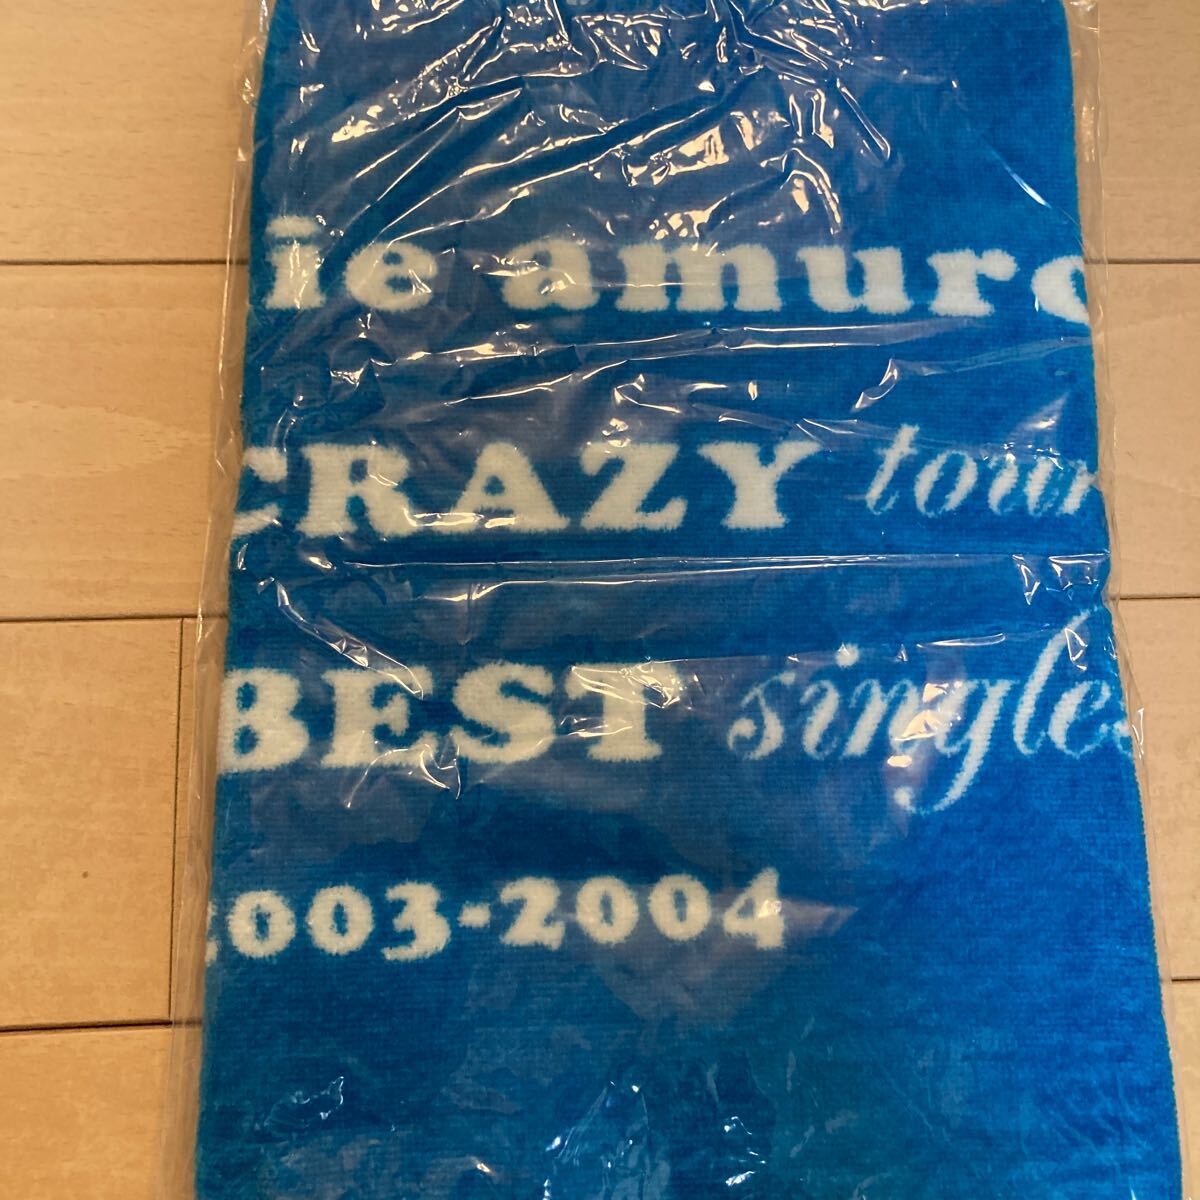 ie amuro
CRAZY tour
BEST singles
2003-2004